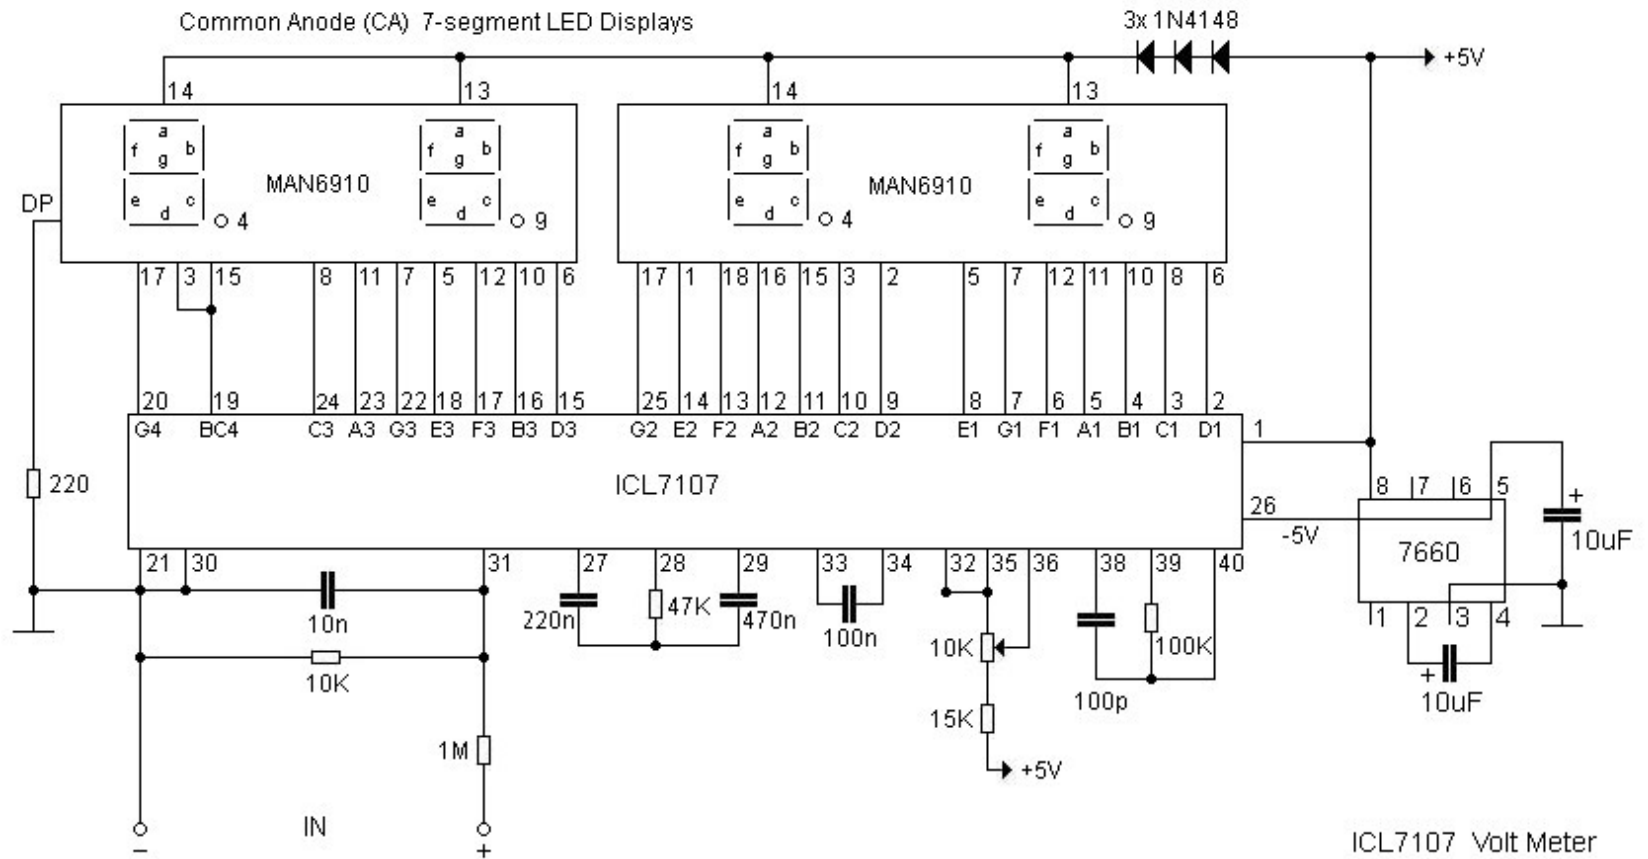 Common Anode (CA) 7-segment LED Displays
3x 1N4148
+5V
14 13 14 13
a a a a
f b f b f b f b
g g g g
MAN6910 MAN6910
e c e c e c e c
d d d d
DP
4 9 4 9
17 3 15 8 11 7 5 12 10 6 17 1 18 16 15 3 2 5 7 12 11 10 8 6
20 19 24 23 22 18 17 16 15 25 14 13 12 11 10 9 8 7 6 5 4 3 2
G4 BC4 C3 A3 G3 E3 F3 B3 D3 G2 E2 F2 A2 B2 C2 D2 E1 G1 F1 A1 B1 C1 D1
1
220
ICL7107
8 7 6 5
26
-5V
+
7660
10uF
21 30 31 27 28 29 33 34 32 35 36 38 39 40
1 2 3 4
10n
220n
47K
470n
100n
10K
100K
10K
100p
+
10uF
15K
1M
+5V
IN
- +
ICL7107 Volt Meter